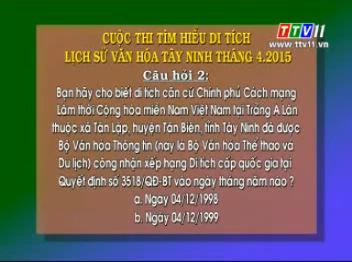 TTV11
www.ttv11.vn
CUỘC THI TÌM HIỂU DI TÍCH
LỊCH SỬ VĂN HÓA TÂY NINH THÁNG 4.2015
Câu hỏi 2:
Bạn hãy cho biết di tích căn cứ Chính phủ Cách mạng
Lâm thời Cộng hòa miền Nam Việt Nam tại Tràng A Lân
thuộc xã Tân Lập, huyện Tân Biên, tỉnh Tây Ninh đã được
Bộ Văn hóa Thông tin (nay là Bộ Văn hóa Thể thao và
Du lịch) công nhận xếp hạng Di tích cấp quốc gia tại
Quyết định số 3518/QĐ-BT vào ngày tháng năm nào ?
a. Ngày 04/12/1998
b. Ngày 04/12/1999